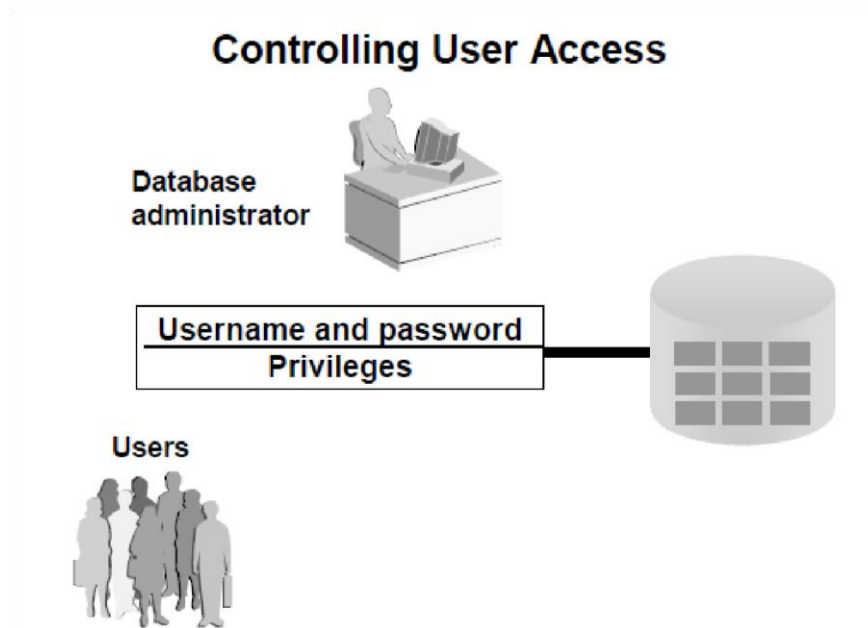 Controlling User Access
Database
administrator
Username and password
Privileges
Users